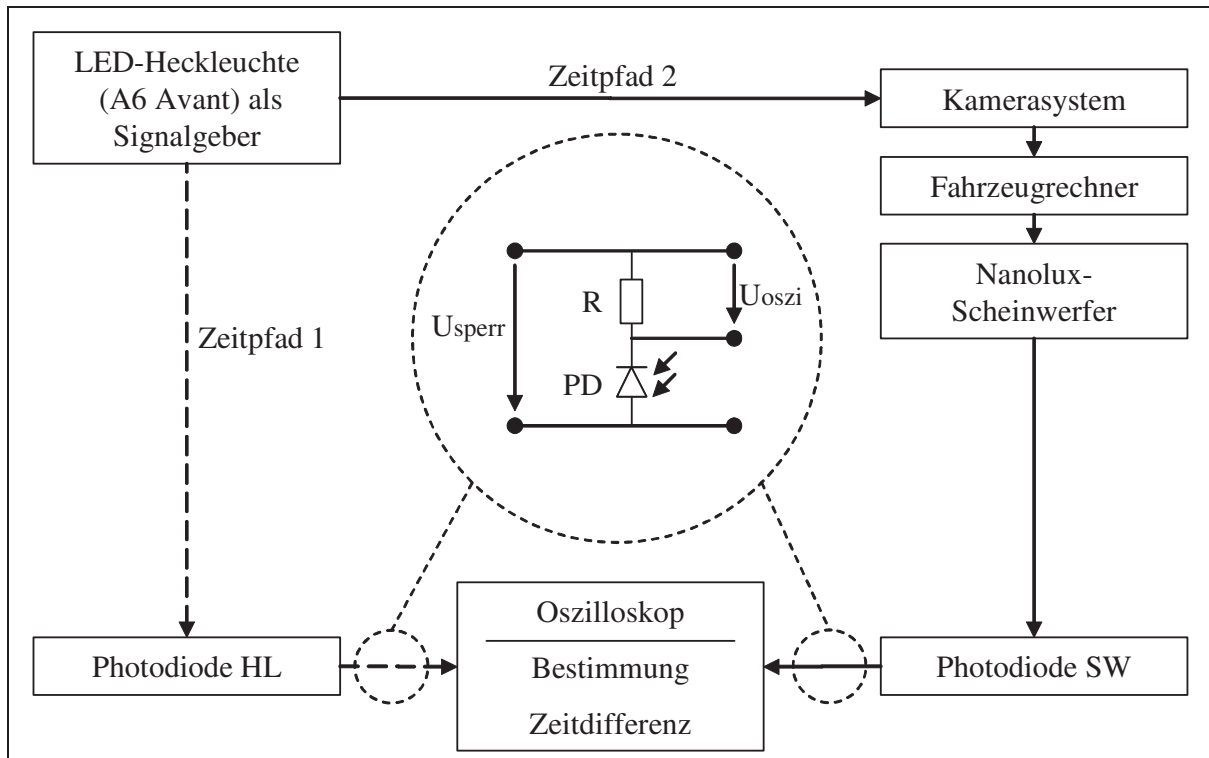 LED-Heckleuchte
(A6 Avant) als
Signalgeber
Zeitpfad 2
Kamerasystem
Fahrzeugrechner
Nanolux-
Scheinwerfer
Zeitpfad 1
Usperr
R
Uoszi
PD
Photodiode HL
Oszilloskop
Bestimmung
Zeitdifferenz
Photodiode SW